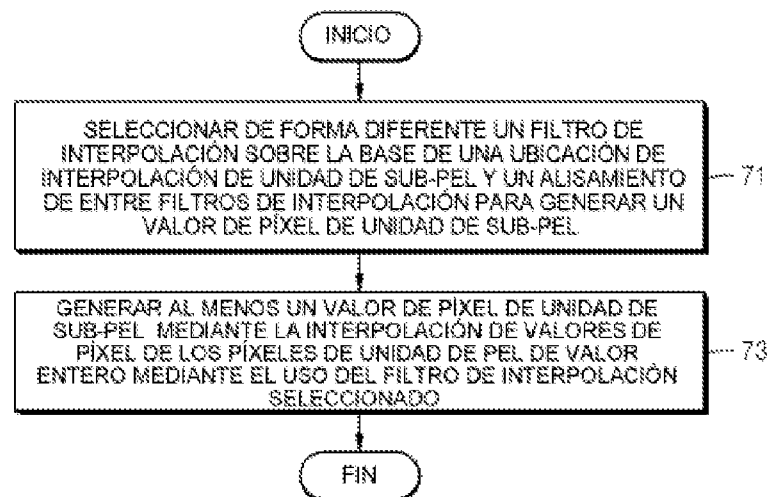 INICIO
SELECCIONAR DE FORMA DIFERENTE UN FILTRO DE
INTERPOLACIÓN SOBRE LA BASE DE UNA UBICACIÓN DE
INTERPOLACIÓN DE UNIDAD DE SUB-PEL Y UN ALISAMIENTO
DE ENTRE FILTROS DE INTERPOLACIÓN PARA GENERAR UN
VALOR DE PÍXEL DE UNIDAD DE SUB-PEL
71
GENERAR AL MENOS UN VALOR DE PÍXEL DE UNIDAD DE
SUB-PEL MEDIANTE LA INTERPOLACIÓN DE VALORES DE
PÍXEL DE LOS PÍXELES DE UNIDAD DE PEL DE VALOR
ENTERO MEDIANTE EL USO DEL FILTRO DE INTERPOLACIÓN
SELECCIONADO
73
FIN